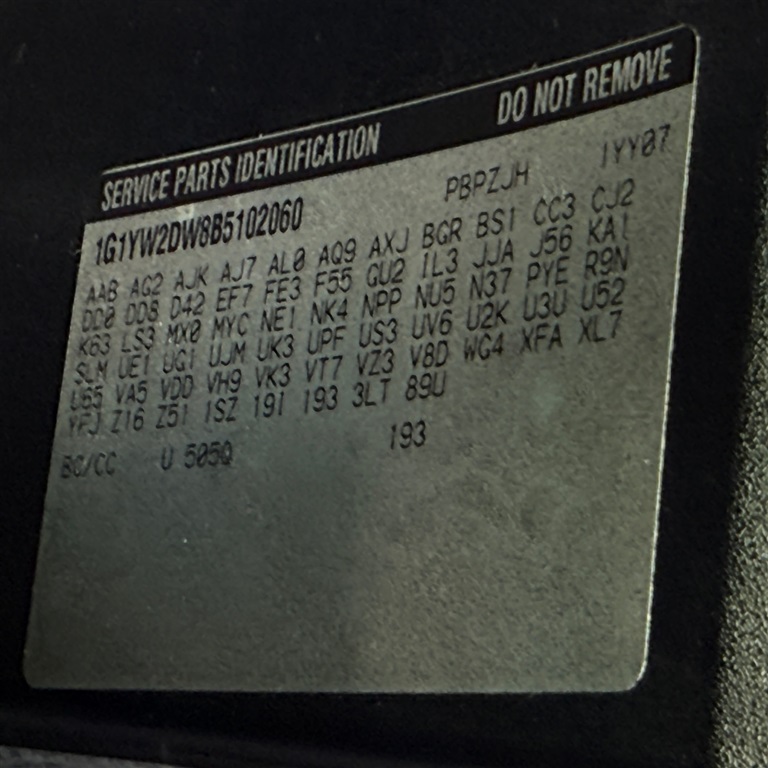 SERVICE PARTS IDENTIFICATION DO NOT REMOVE
1G1YW2DW8B5102060 PBPZJH 1YY07
AAB AG2 AJK AJ7 AL0 AQ9 AXJ BGR BS1 CC3 CJ2
DD0 DD8 D42 EF7 FE3 F55 GU2 IL3 JJA J56 KA1
K63 LS3 MX0 MYC NE1 NK4 NPP NU5 N37 PYE R9N
SLM UE1 UG1 UJM UK3 UPF US3 UV6 U2K U3U U52
U65 VA5 VDD VH9 VK3 VT7 VZ3 V8D WG4 XFA XL7
YFJ Z16 Z51 1SZ 19I 193 3LT 89U
BC/CC U 505Q 193